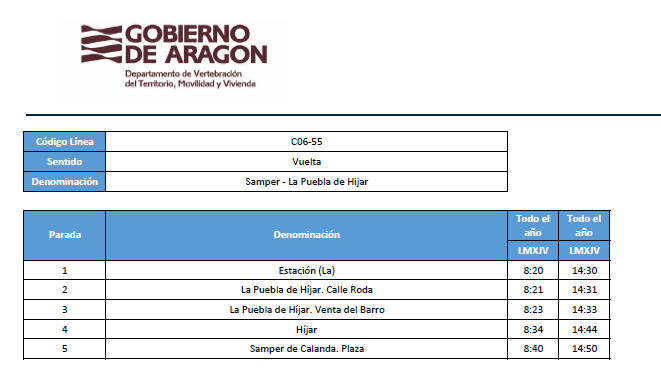 GOBIERNO
DE ARAGON
Departamento de Vertebración
del Territorio, Movilidad y Vivienda
Código Línea C06-55
Sentido Vuelta
Denominación Samper - La Puebla de Hijar
Parada Denominación Todo el año Todo el año
LMXJV LMXJV
1 Estación (La) 8:20 14:30
2 La Puebla de Híjar. Calle Roda 8:21 14:31
3 La Puebla de Híjar. Venta del Barro 8:23 14:33
4 Híjar 8:34 14:44
5 Samper de Calanda. Plaza 8:40 14:50